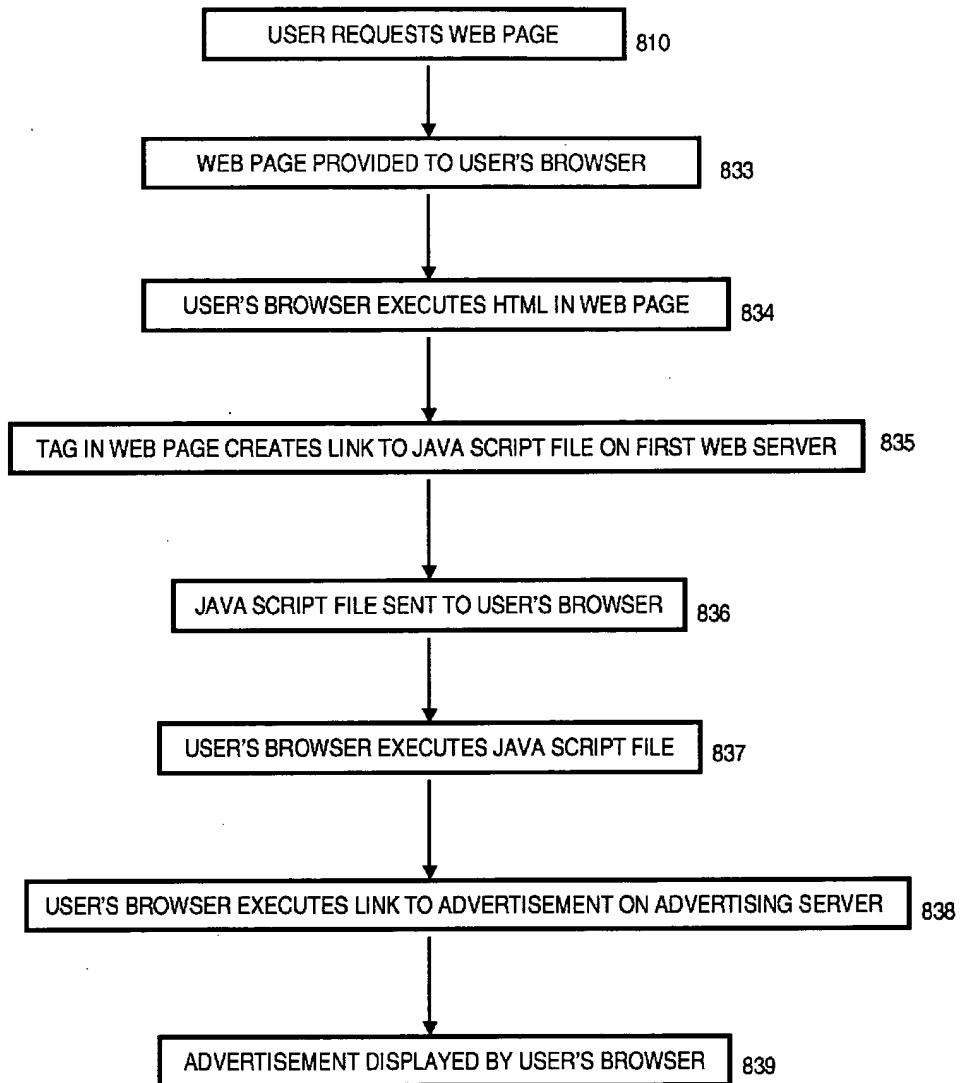 USER REQUESTS WEB PAGE 810
WEB PAGE PROVIDED TO USER'S BROWSER 833
USER'S BROWSER EXECUTES HTML IN WEB PAGE 834
TAG IN WEB PAGE CREATES LINK TO JAVA SCRIPT FILE ON FIRST WEB SERVER 835
JAVA SCRIPT FILE SENT TO USER'S BROWSER 836
USER'S BROWSER EXECUTES JAVA SCRIPT FILE 837
USER'S BROWSER EXECUTES LINK TO ADVERTISEMENT ON ADVERTISING SERVER 838
ADVERTISEMENT DISPLAYED BY USER'S BROWSER 839